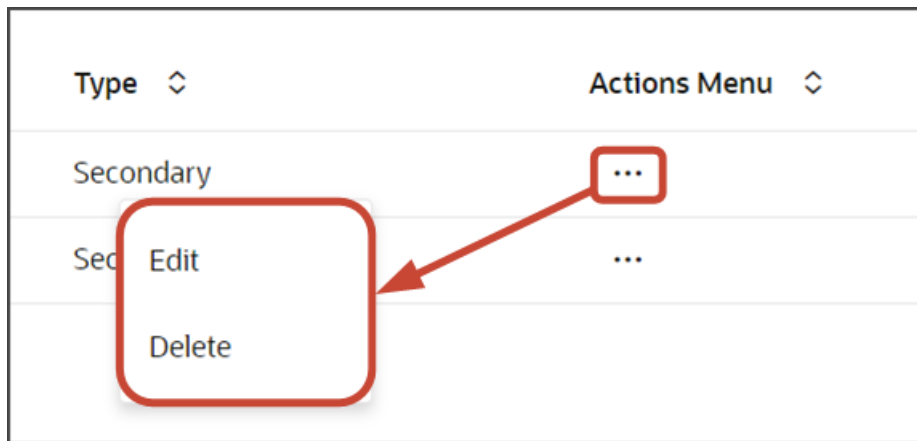 Type Actions Menu
Secondary ...
Sec ...
Edit
Delete